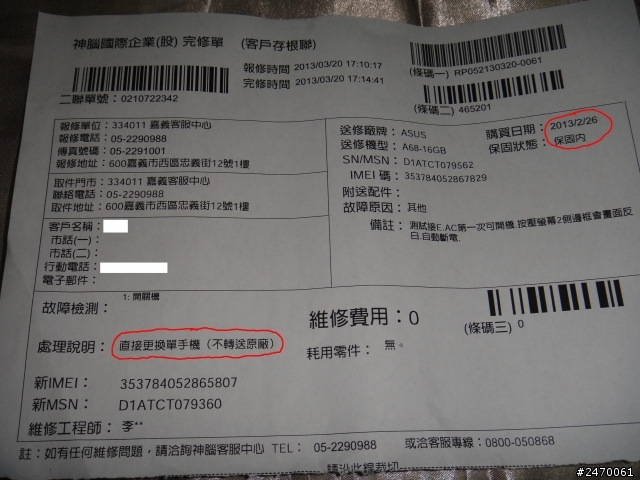 神腦國際企業(股) 完修單 (客戶存根聯)
報修時間 2013/03/20 17:10:17
完修時間 2013/03/20 17:14:41
(條碼一) RP052130320-0061
(條碼二) 465201
二聯單號：0210722342
報修單位：334011 嘉義客服中心
報修電話：05-2290988
傳真號碼：05-2291001
報修地址：600嘉義市西區忠義街12號1樓
取件門市：334011 嘉義客服中心
聯絡電話：05-2290988
取件地址：600嘉義市西區忠義街12號1樓
客戶名稱：
市話(一)：
市話(二)：
行動電話：
電子郵件：
送修廠牌：ASUS
送修機型：A68-16GB
SN/MSN：D1ATCT079562
IMEI 碼：353784052867829
附送配件：
故障原因：其他
備註：測試接E.AC第一次可開機.按壓螢幕2側邊框會畫面反
白.自動斷電.
購買日期：2013/2/26
保固狀態：保固內
故障檢測：1: 開關機
處理說明：直接更換單手機（不轉送原廠）
新IMEI：353784052865807
新MSN：D1ATCT079360
維修工程師：李**
維修費用：0
耗用零件：無。
(條碼三) 0
註：如有任何維修問題，請洽詢神腦客服中心 TEL： 05-2290988 或洽客服專線：0800-050868
請沿此線裁切
#2470061